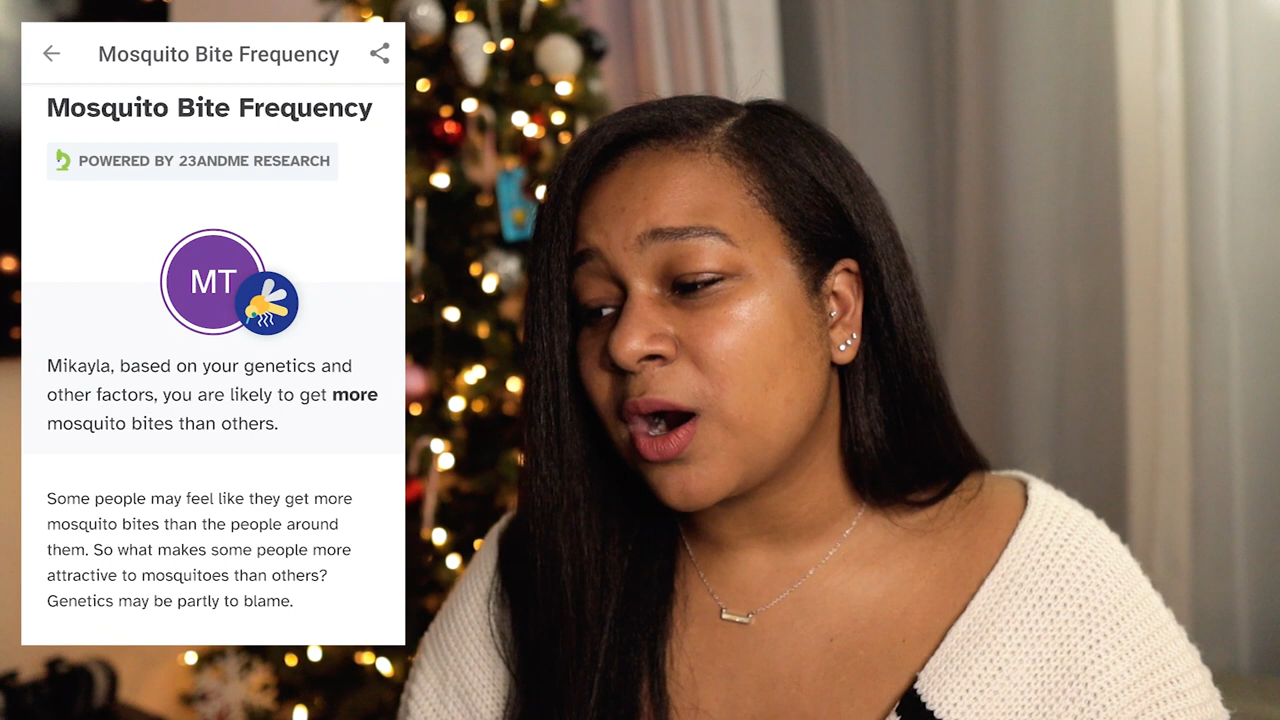 Mosquito Bite Frequency
Mosquito Bite Frequency
POWERED BY 23ANDME RESEARCH
MT
Mikayla, based on your genetics and
other factors, you are likely to get more
mosquito bites than others.
Some people may feel like they get more
mosquito bites than the people around
them. So what makes some people more
attractive to mosquitoes than others?
Genetics may be partly to blame.